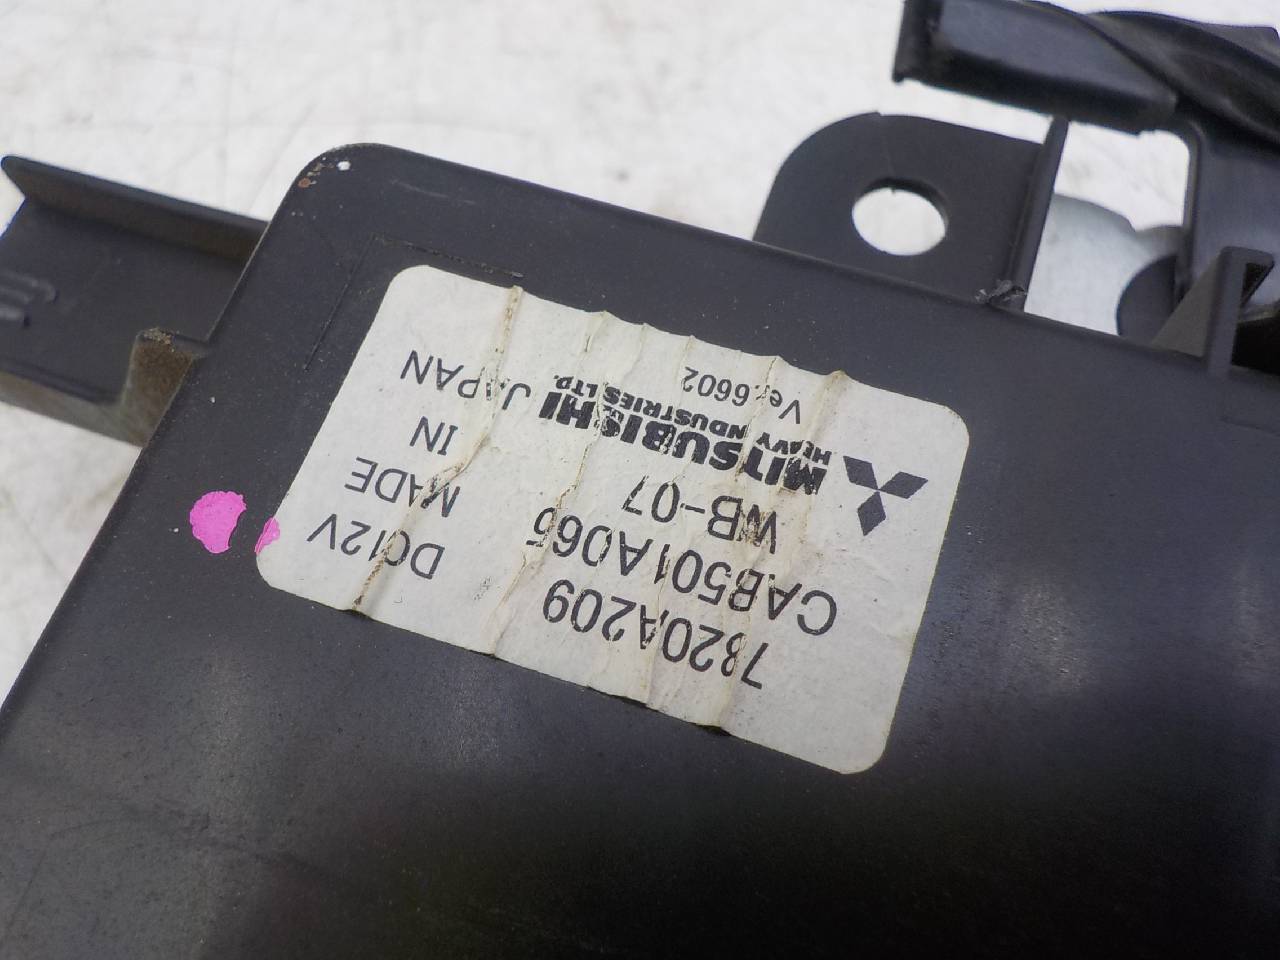 7820A209
CAB501A065
WB-07
MITSUBISHI
HEAVY INDUSTRIES, LTD.
Ver.6602
DC12V
MADE
IN
JAPAN